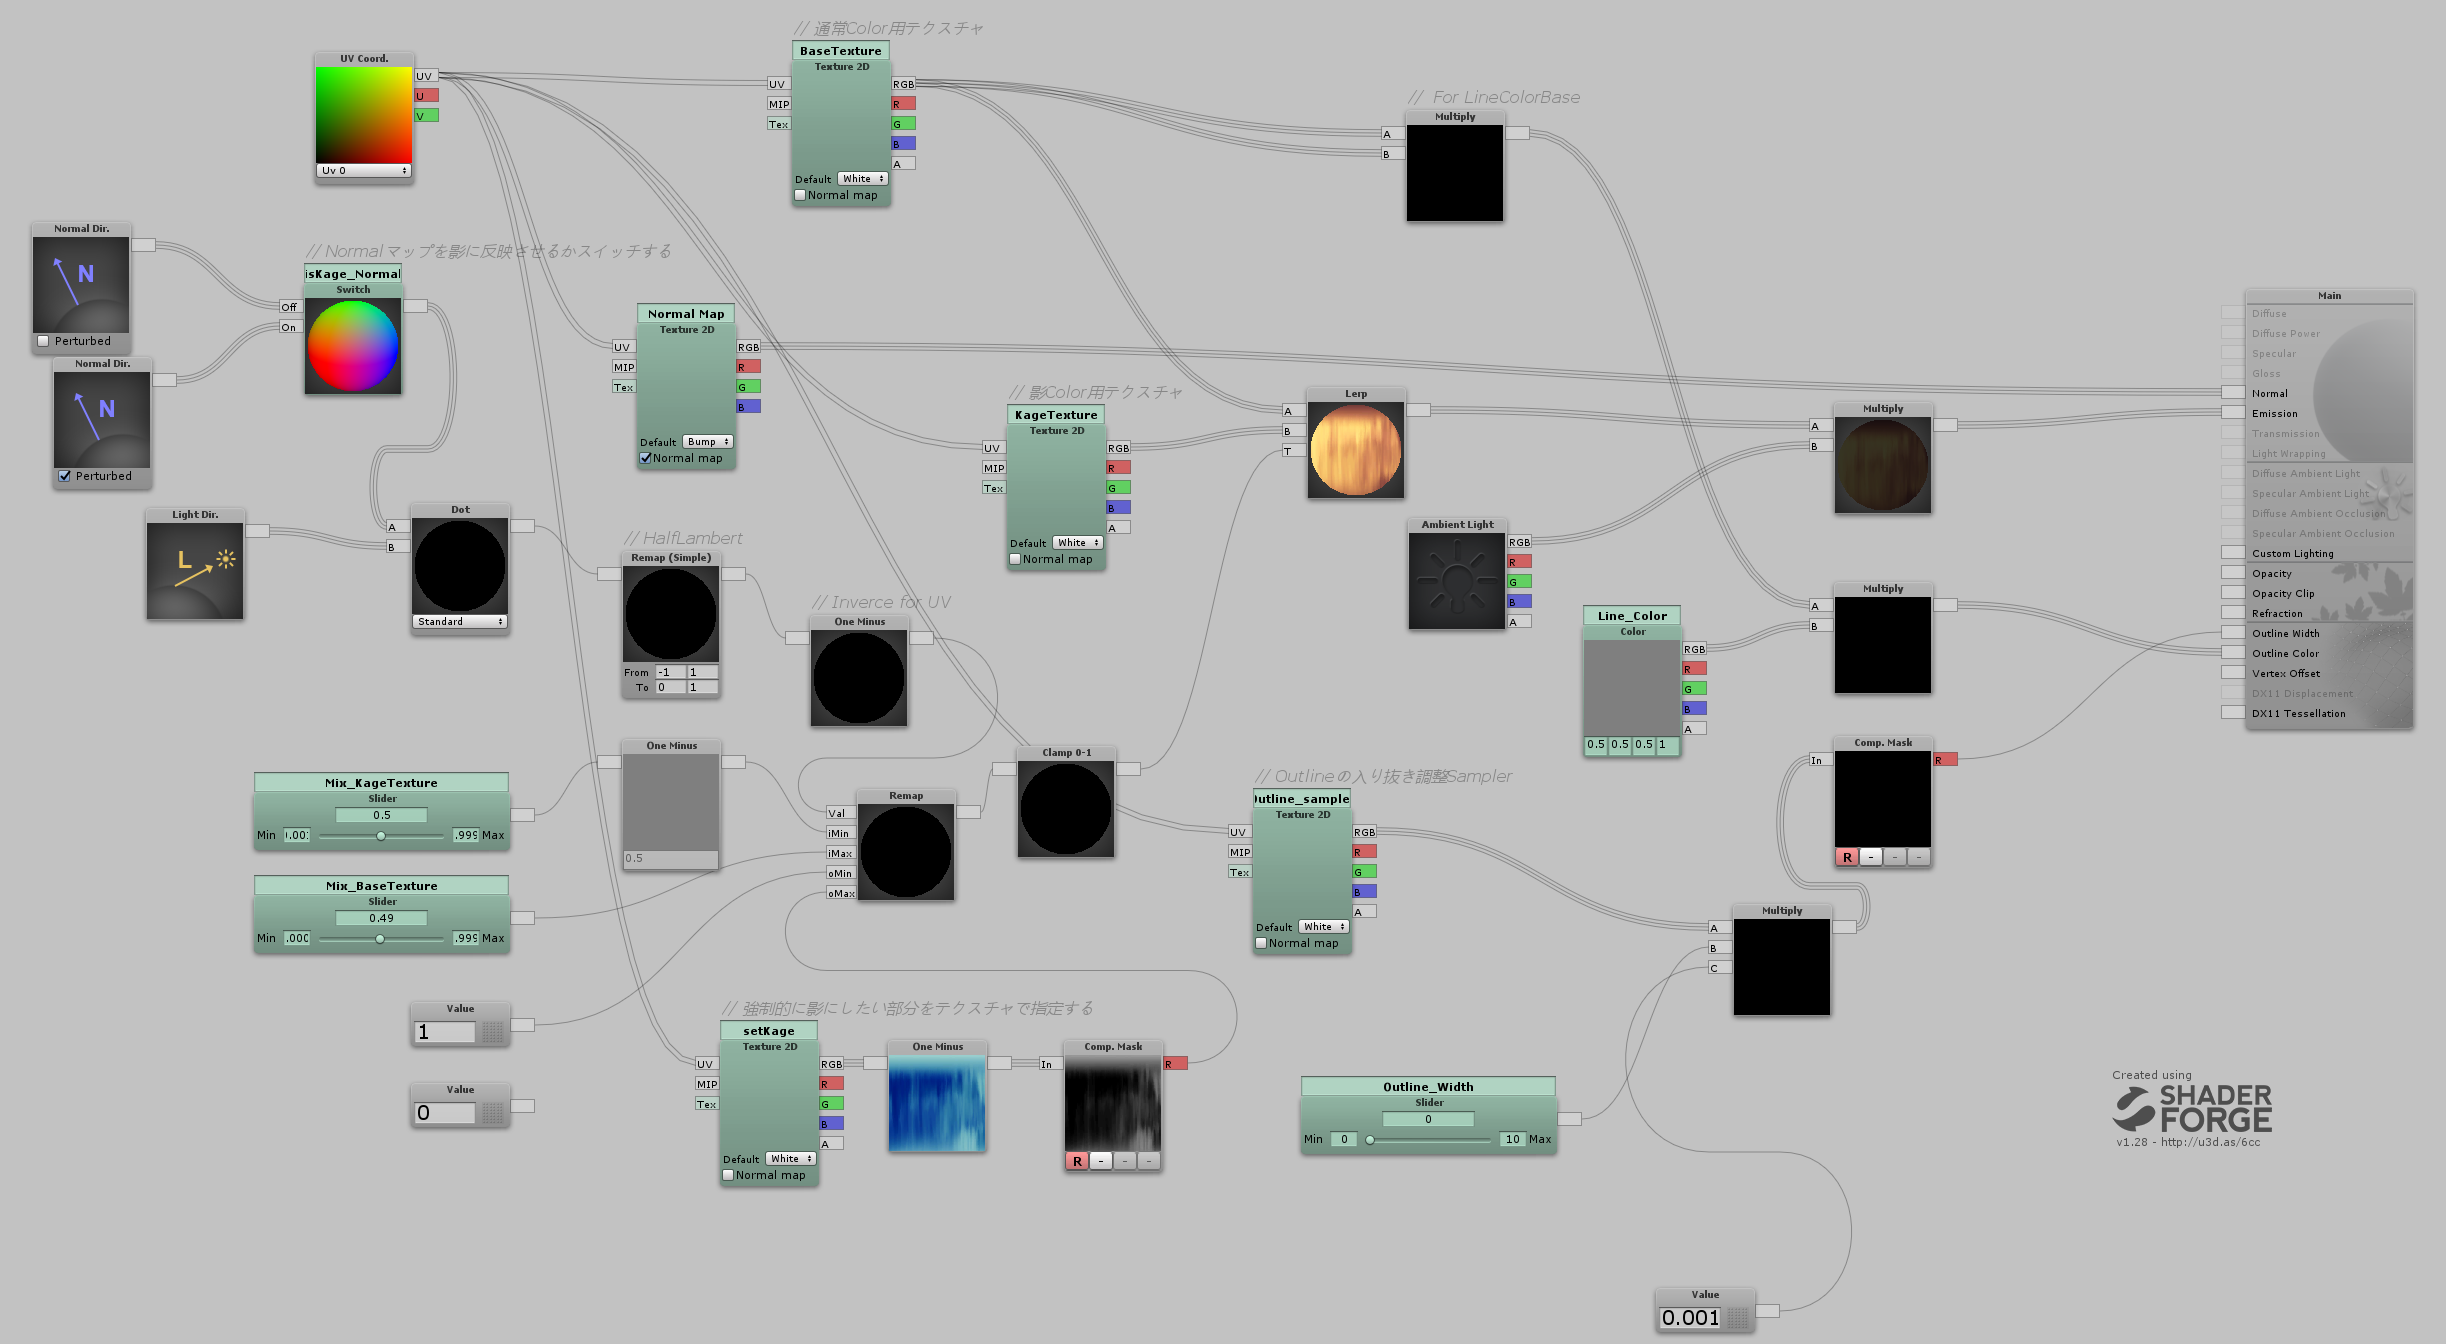 // 通常Color用テクスチャ
BaseTexture
Texture 2D
UV
MIP
Tex
RGB
R
G
B
A
Default White
Normal map
UV Coord.
UV
U
V
Uv 0
// For LineColorBase
Multiply
A
B
Normal Dir.
N
Perturbed
Normal Dir.
N
Perturbed
// Normalマップを影に反映させるかスイッチする
isKage_Normal
Switch
Off
On
Normal Map
Texture 2D
UV
MIP
Tex
RGB
R
G
B
Default Bump
Normal map
// 影Color用テクスチャ
KageTexture
Texture 2D
UV
MIP
Tex
RGB
R
G
B
A
Default White
Normal map
Lerp
A
B
T
Multiply
A
B
Main
Diffuse
Diffuse Power
Specular
Gloss
Normal
Emission
Transmission
Light Wrapping
Diffuse Ambient Light
Specular Ambient Light
Diffuse Ambient Occlusion
Specular Ambient Occlusion
Custom Lighting
Opacity
Opacity Clip
Refraction
Outline Width
Outline Color
Vertex Offset
DX11 Displacement
DX11 Tessellation
Light Dir.
L
Dot
A
B
Standard
// HalfLambert
Remap (Simple)
From -1 1
To 0 1
// Inverce for UV
One Minus
Ambient Light
RGB
R
G
B
A
Line_Color
Color
RGB
R
G
B
A
0.5 0.5 0.5 1
Multiply
A
B
Mix_KageTexture
Slider
0.5
Min .00 .999 Max
Mix_BaseTexture
Slider
0.49
Min .000 .999 Max
One Minus
0.5
Remap
Val
iMin
iMax
oMin
oMax
Clamp 0-1
// Outlineの入り抜き調整Sampler
Outline_sample
Texture 2D
UV
MIP
Tex
RGB
R
G
B
A
Default White
Normal map
Comp. Mask
In
R
R - - -
Multiply
A
B
C
Value
1
Value
0
// 強制的に影にしたい部分をテクスチャで指定する
setKage
Texture 2D
UV
MIP
Tex
RGB
R
G
B
A
Default White
Normal map
One Minus
Comp. Mask
In
R
R - - -
Outline_Width
Slider
0
Min 0 10 Max
Value
0.001
Created using
SHADER
FORGE
v1.28 - http://u3d.as/6cc